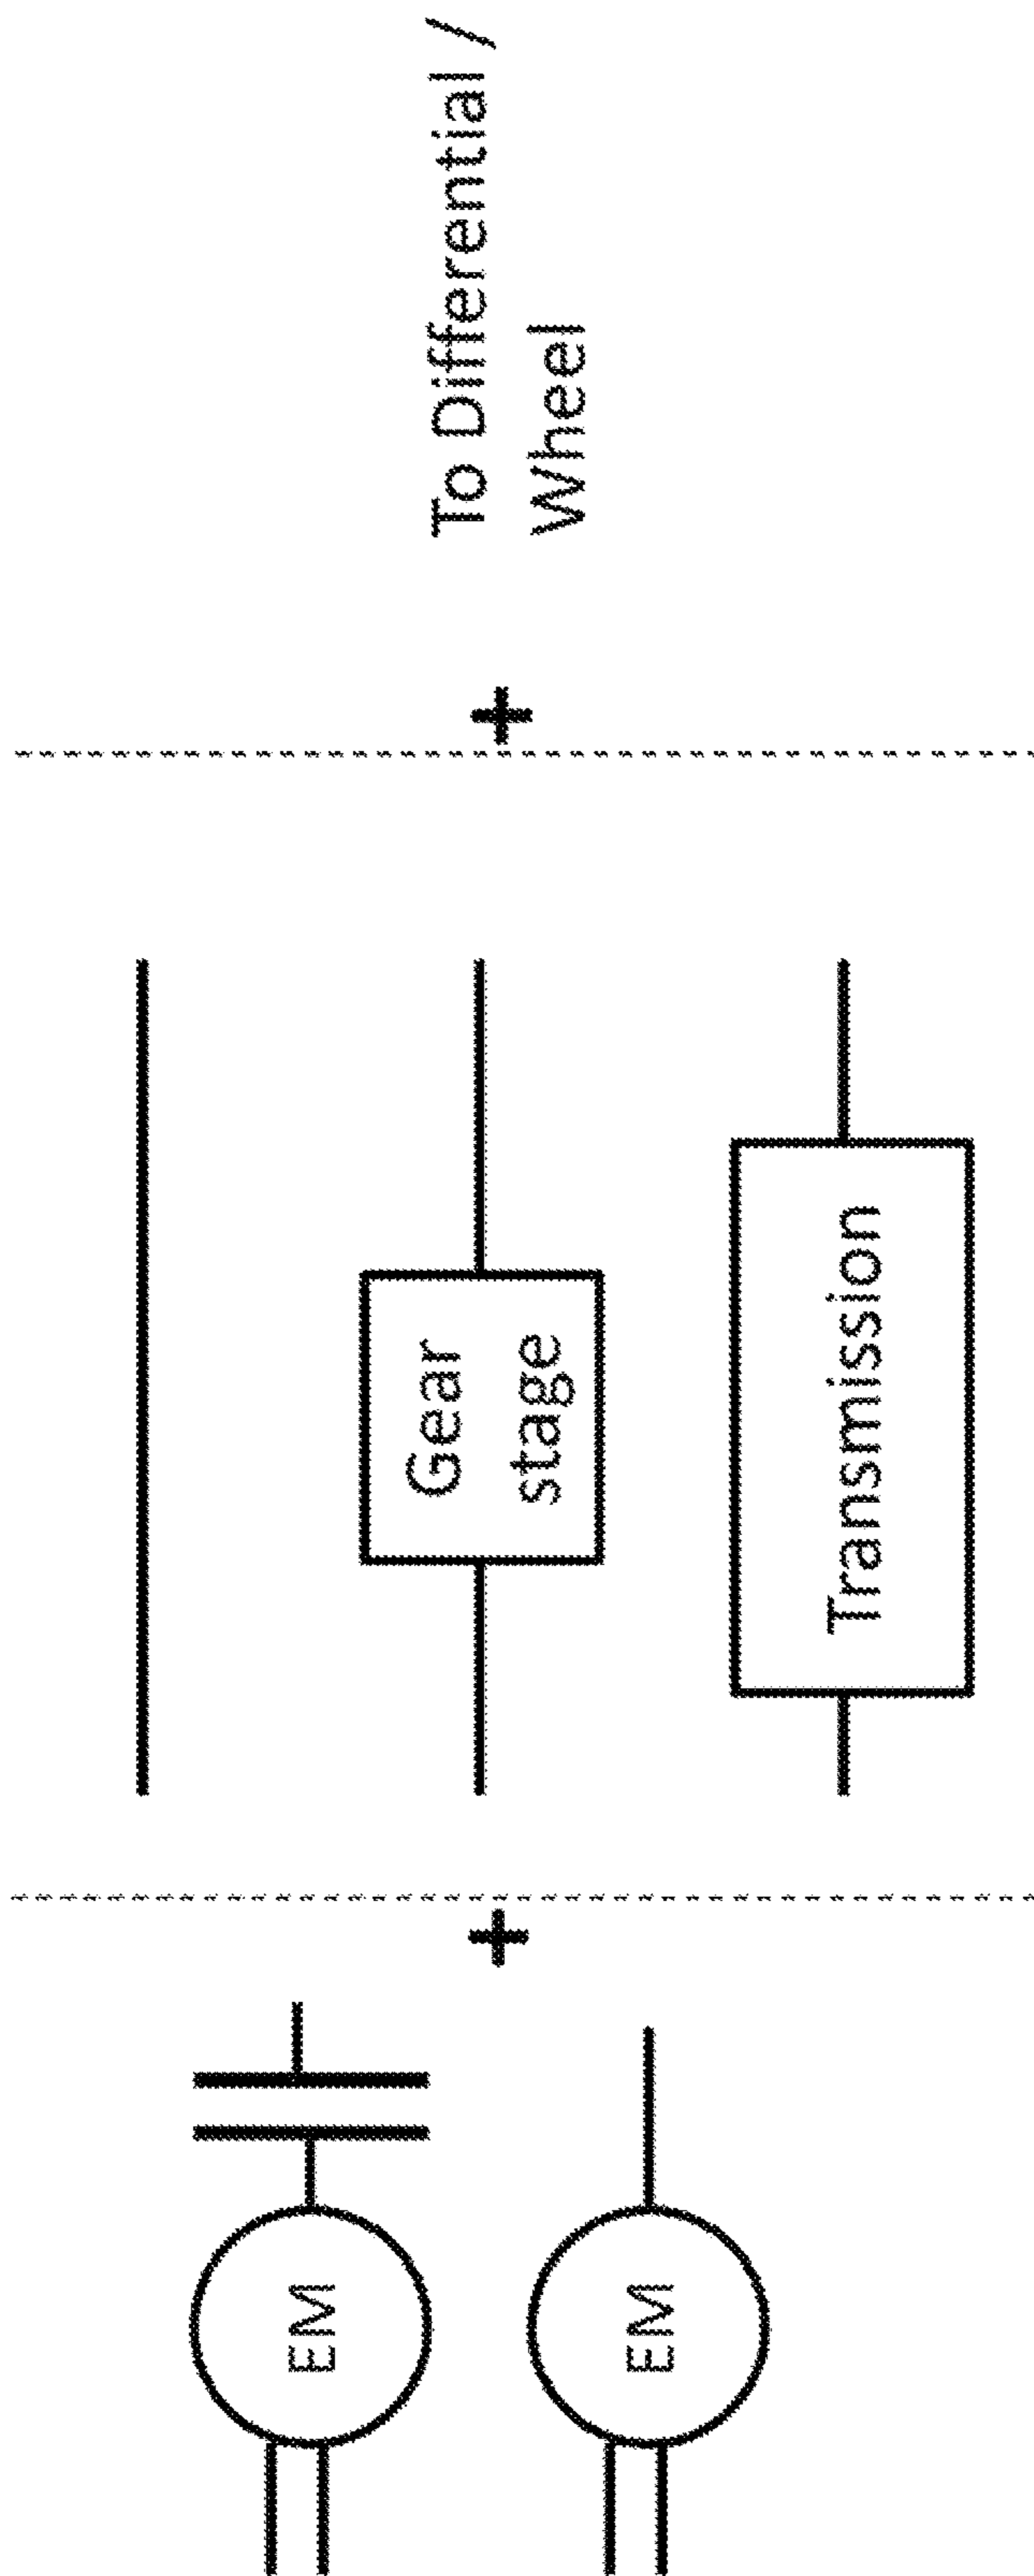 EM
EM
+
Gear
stage
Transmission
+
To Differential /
Wheel